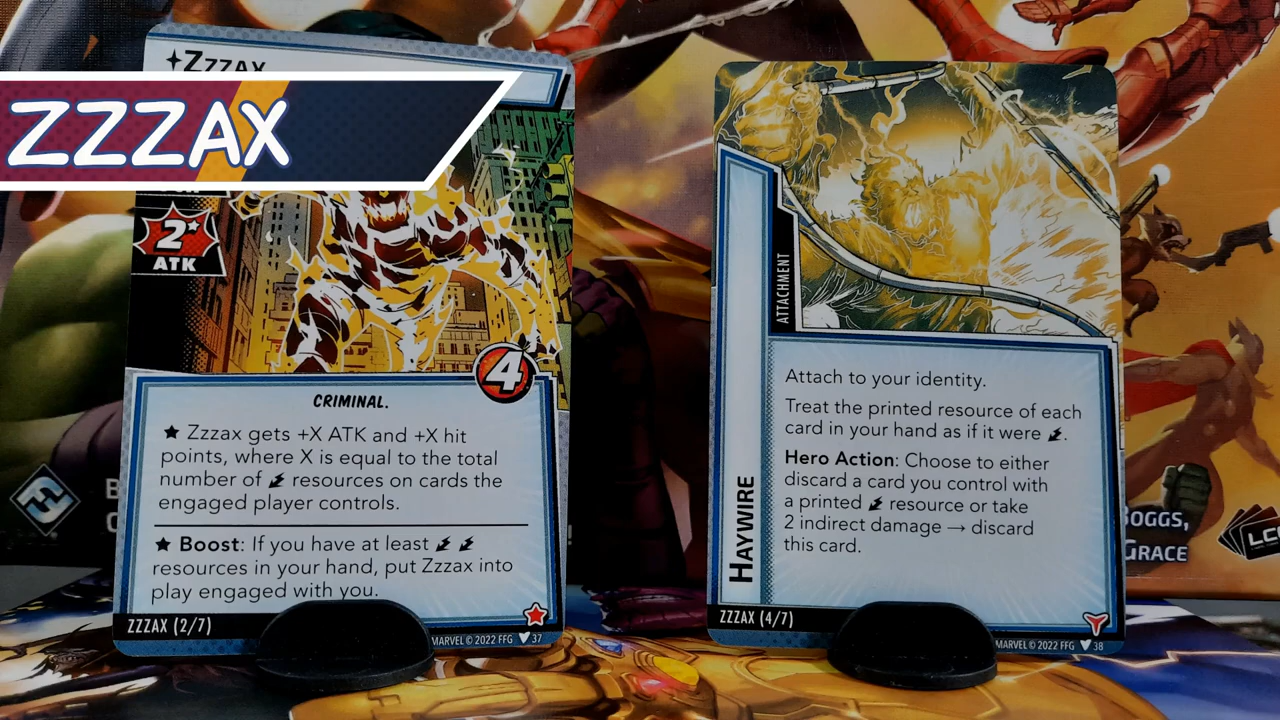 ZZZAX
ZZZAX
2
ATK
4
CRIMINAL.
Zzzax gets +X ATK and +X hit
points, where X is equal to the total
number of resources on cards the
engaged player controls.
Boost: If you have at least
resources in your hand, put Zzzax into
play engaged with you.
ZZZAX (2/7)
MARVEL © 2022 FFG 37
ATTACHMENT
HAYWIRE
Attach to your identity.
Treat the printed resource of each
card in your hand as if it were .
Hero Action: Choose to either
discard a card you control with
a printed resource or take
2 indirect damage → discard
this card.
ZZZAX (4/7)
MARVEL © 2022 FFG 38
BOGGS,
GRACE
LCG